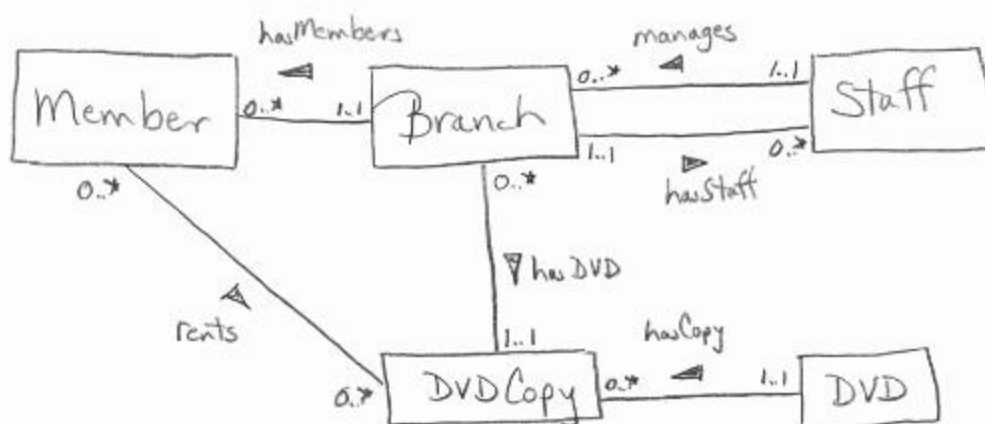 hasMembers
manages
Member
0..*
1..1
Branch
0..*
1..1
Staff
1..1
0..*
hasStaff
0..*
0..*
hasDVD
rents
1..1
hasCopy
0..*
DVDCopy
0..*
1..1
DVD